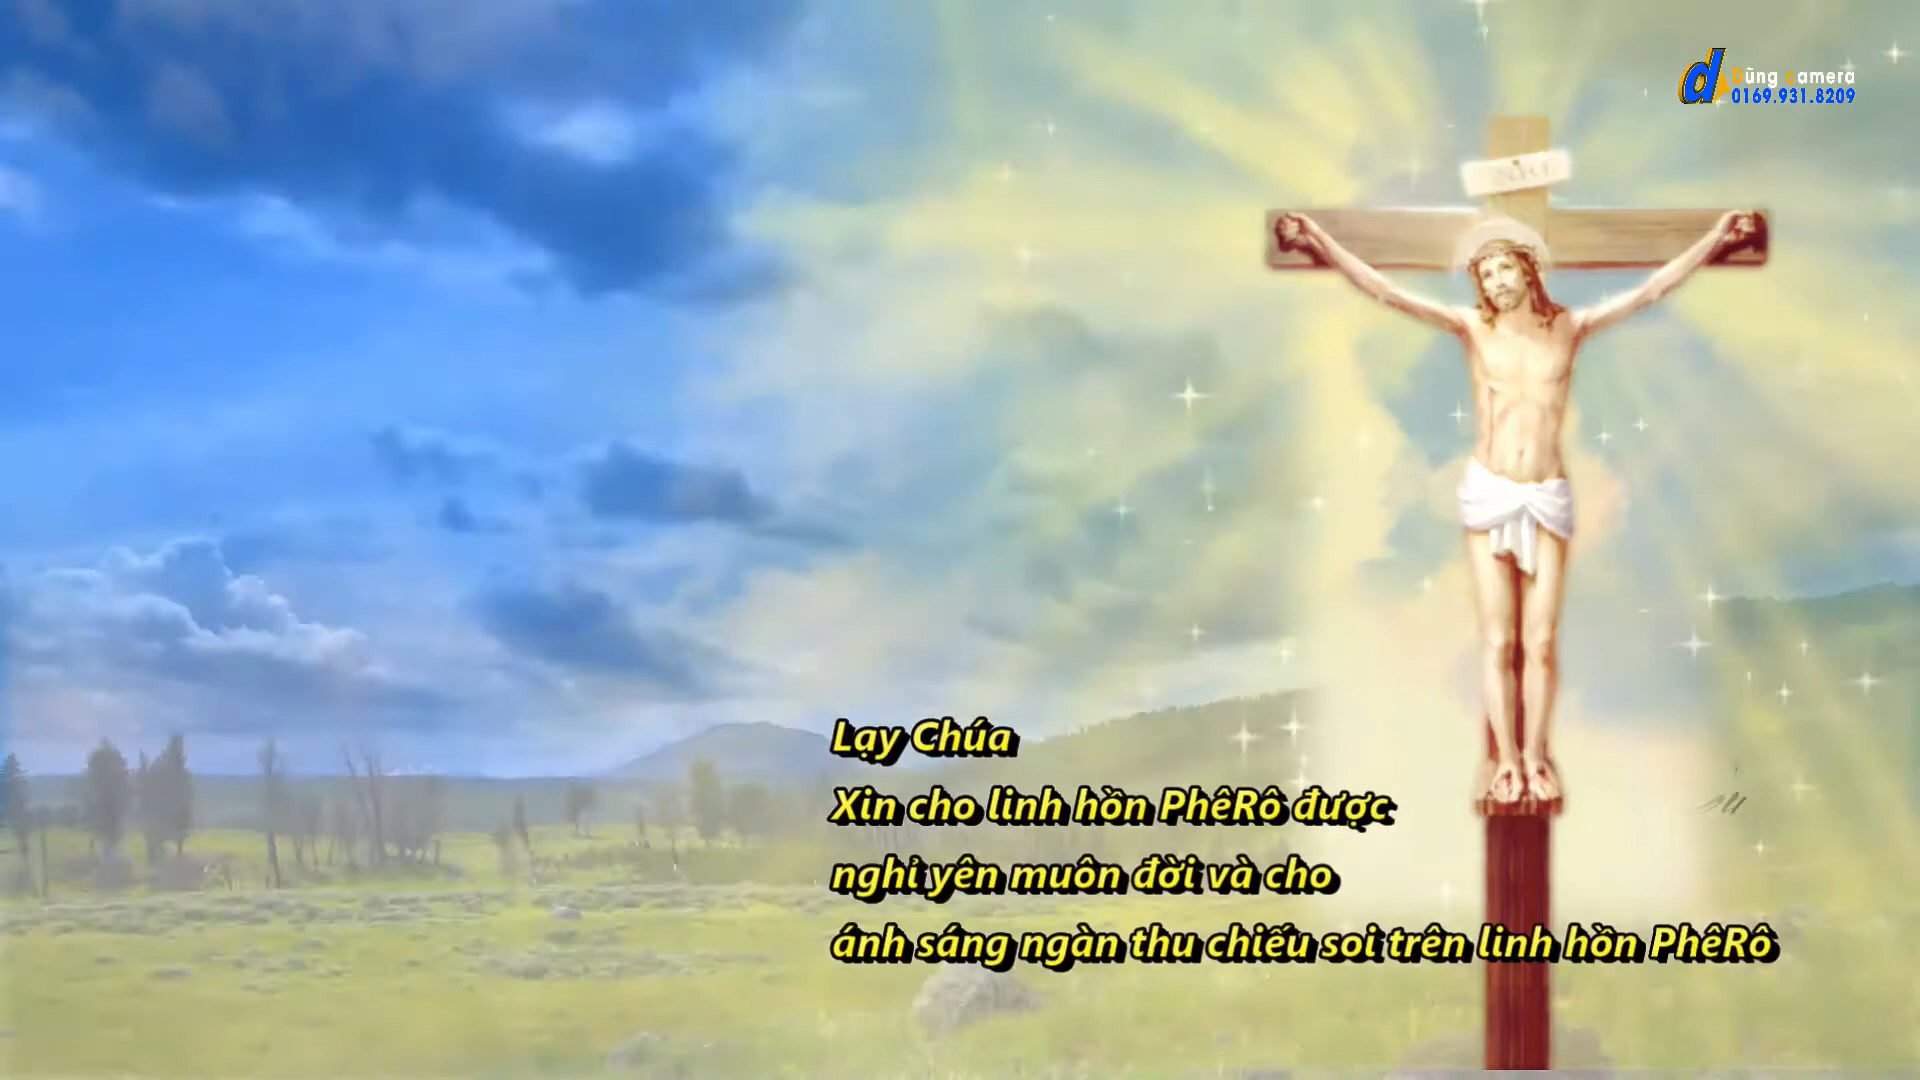 Dũng camera
0169.931.8209
Lạy Chúa
Xin cho linh hồn PhêRô được
nghỉ yên muôn đời và cho
ánh sáng ngàn thu chiếu soi trên linh hồn PhêRô